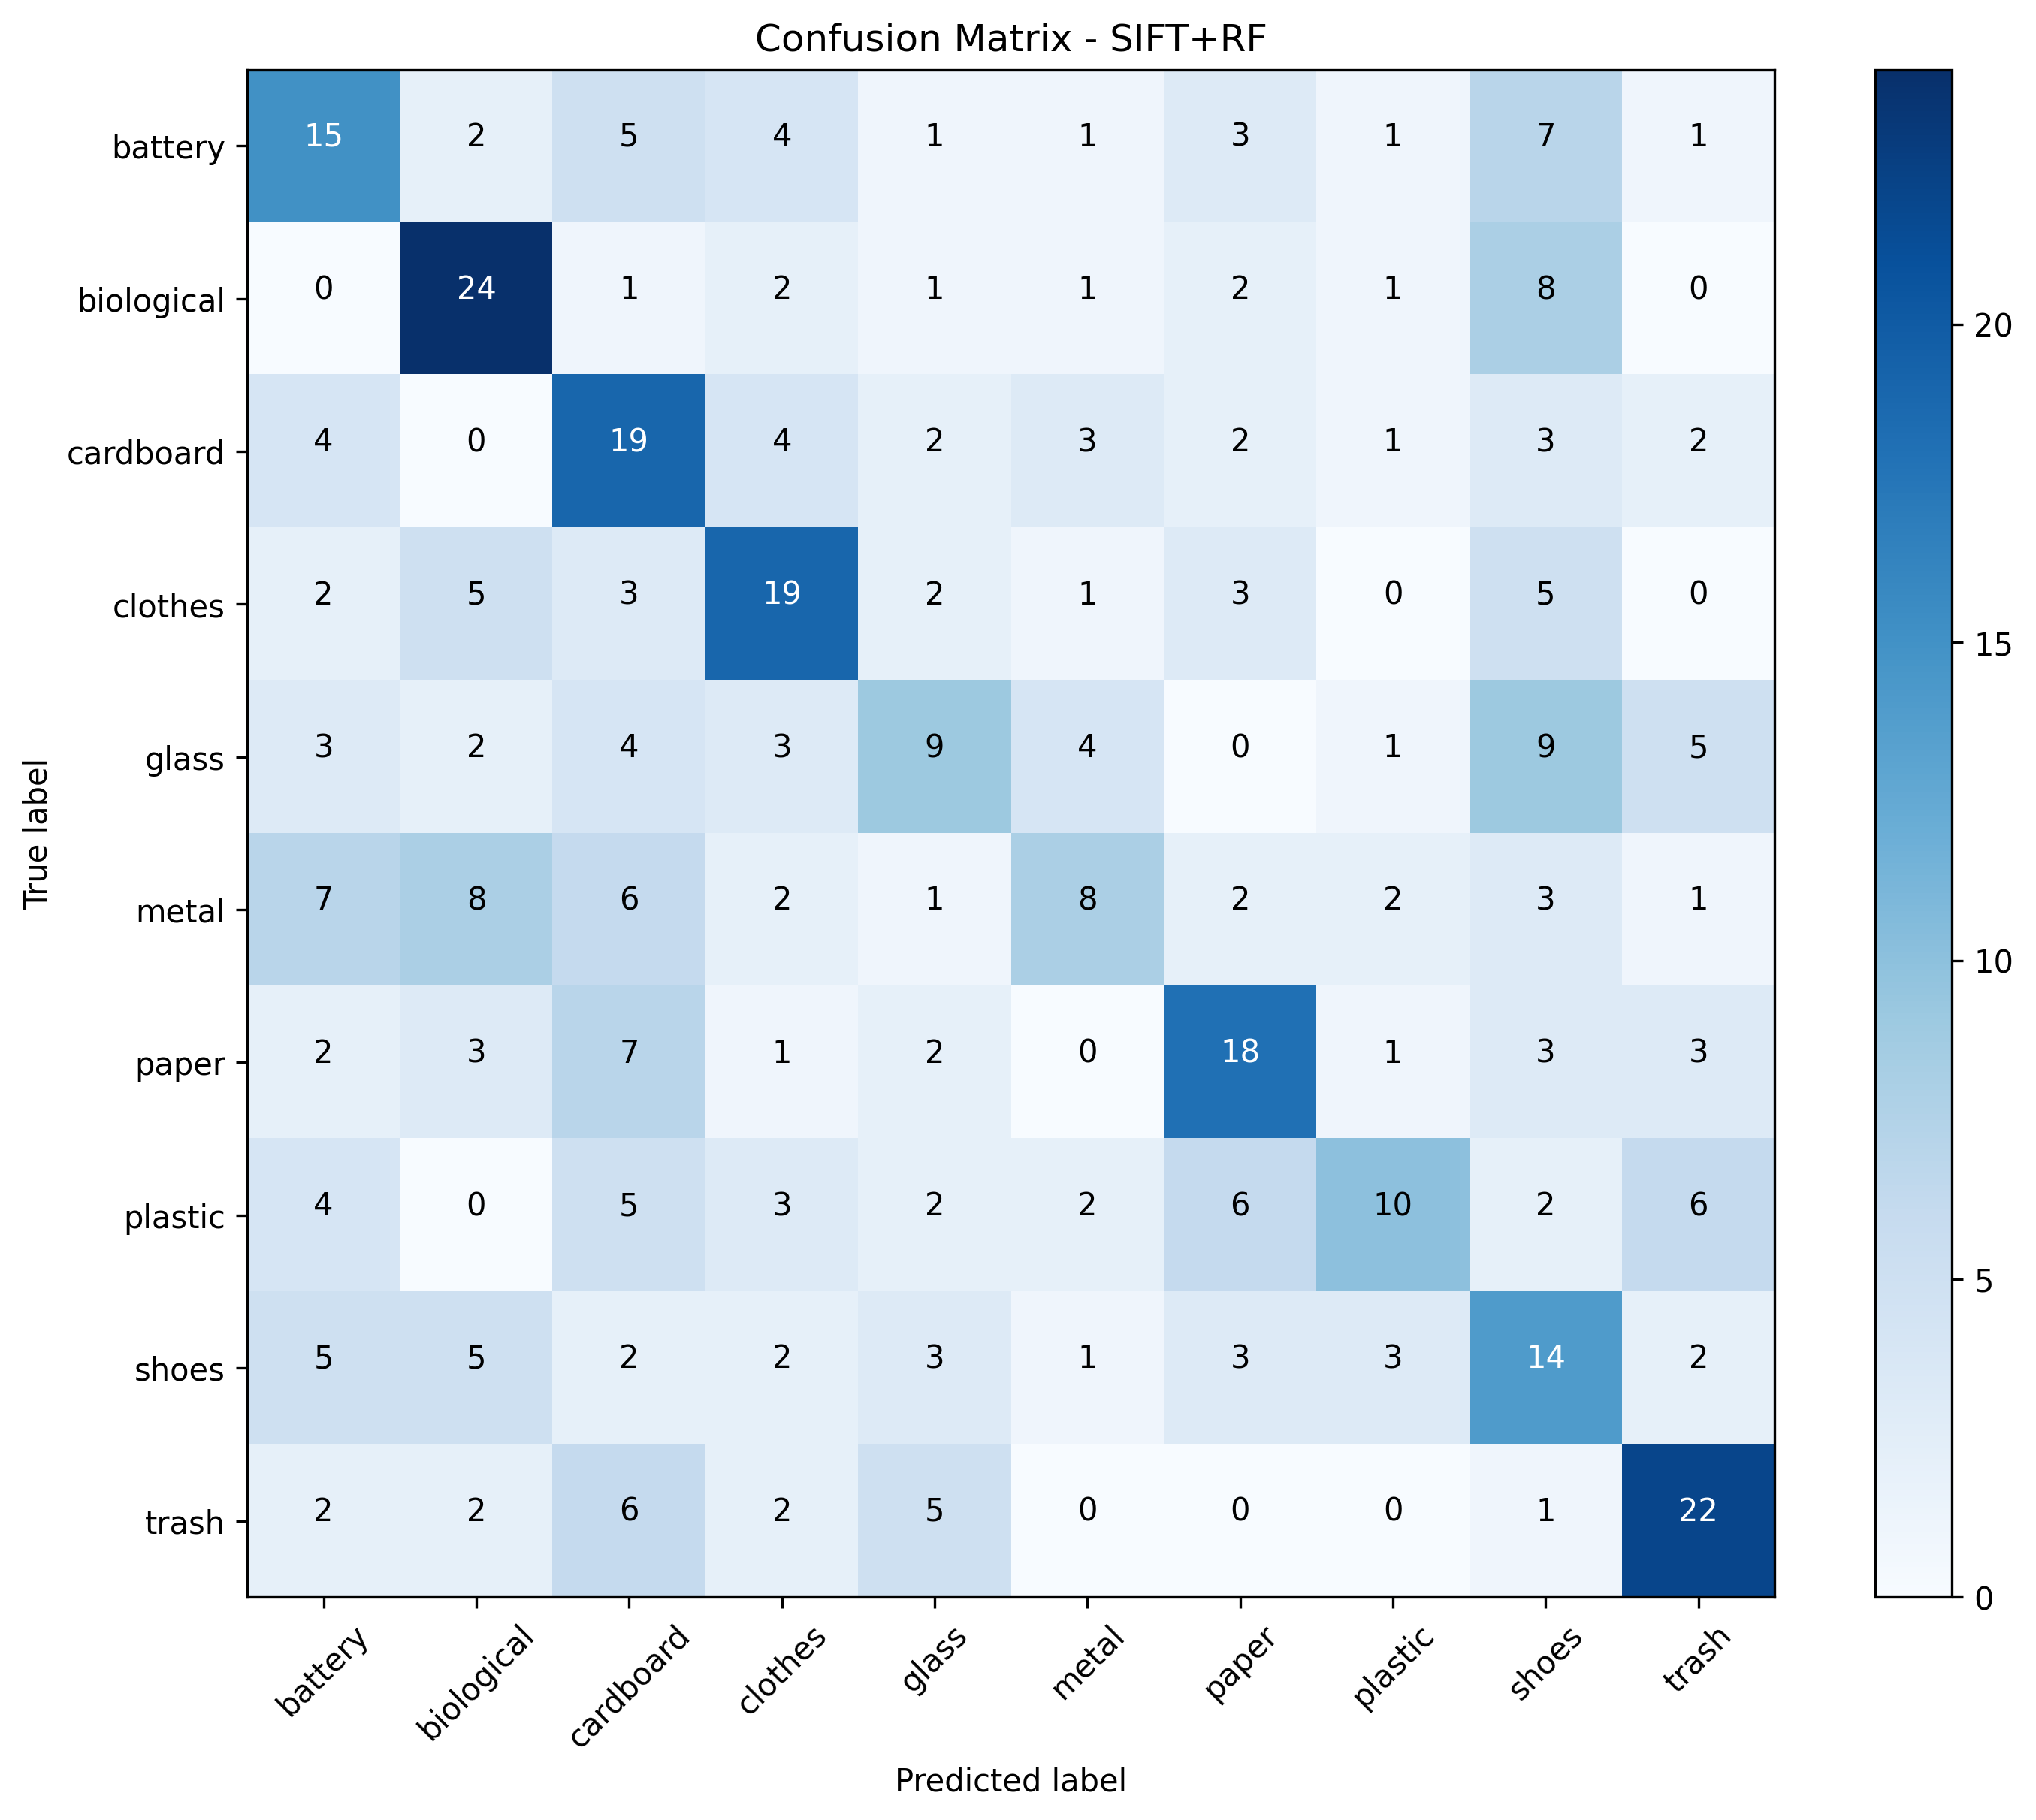 Confusion Matrix - SIFT+RF
battery 15 2 5 4 1 1 3 1 7 1
biological 0 24 1 2 1 1 2 1 8 0
cardboard 4 0 19 4 2 3 2 1 3 2
clothes 2 5 3 19 2 1 3 0 5 0
glass 3 2 4 3 9 4 0 1 9 5
metal 7 8 6 2 1 8 2 2 3 1
paper 2 3 7 1 2 0 18 1 3 3
plastic 4 0 5 3 2 2 6 10 2 6
shoes 5 5 2 2 3 1 3 3 14 2
trash 2 2 6 2 5 0 0 0 1 22
battery biological cardboard clothes glass metal paper plastic shoes trash
Predicted label
True label
20
15
10
5
0